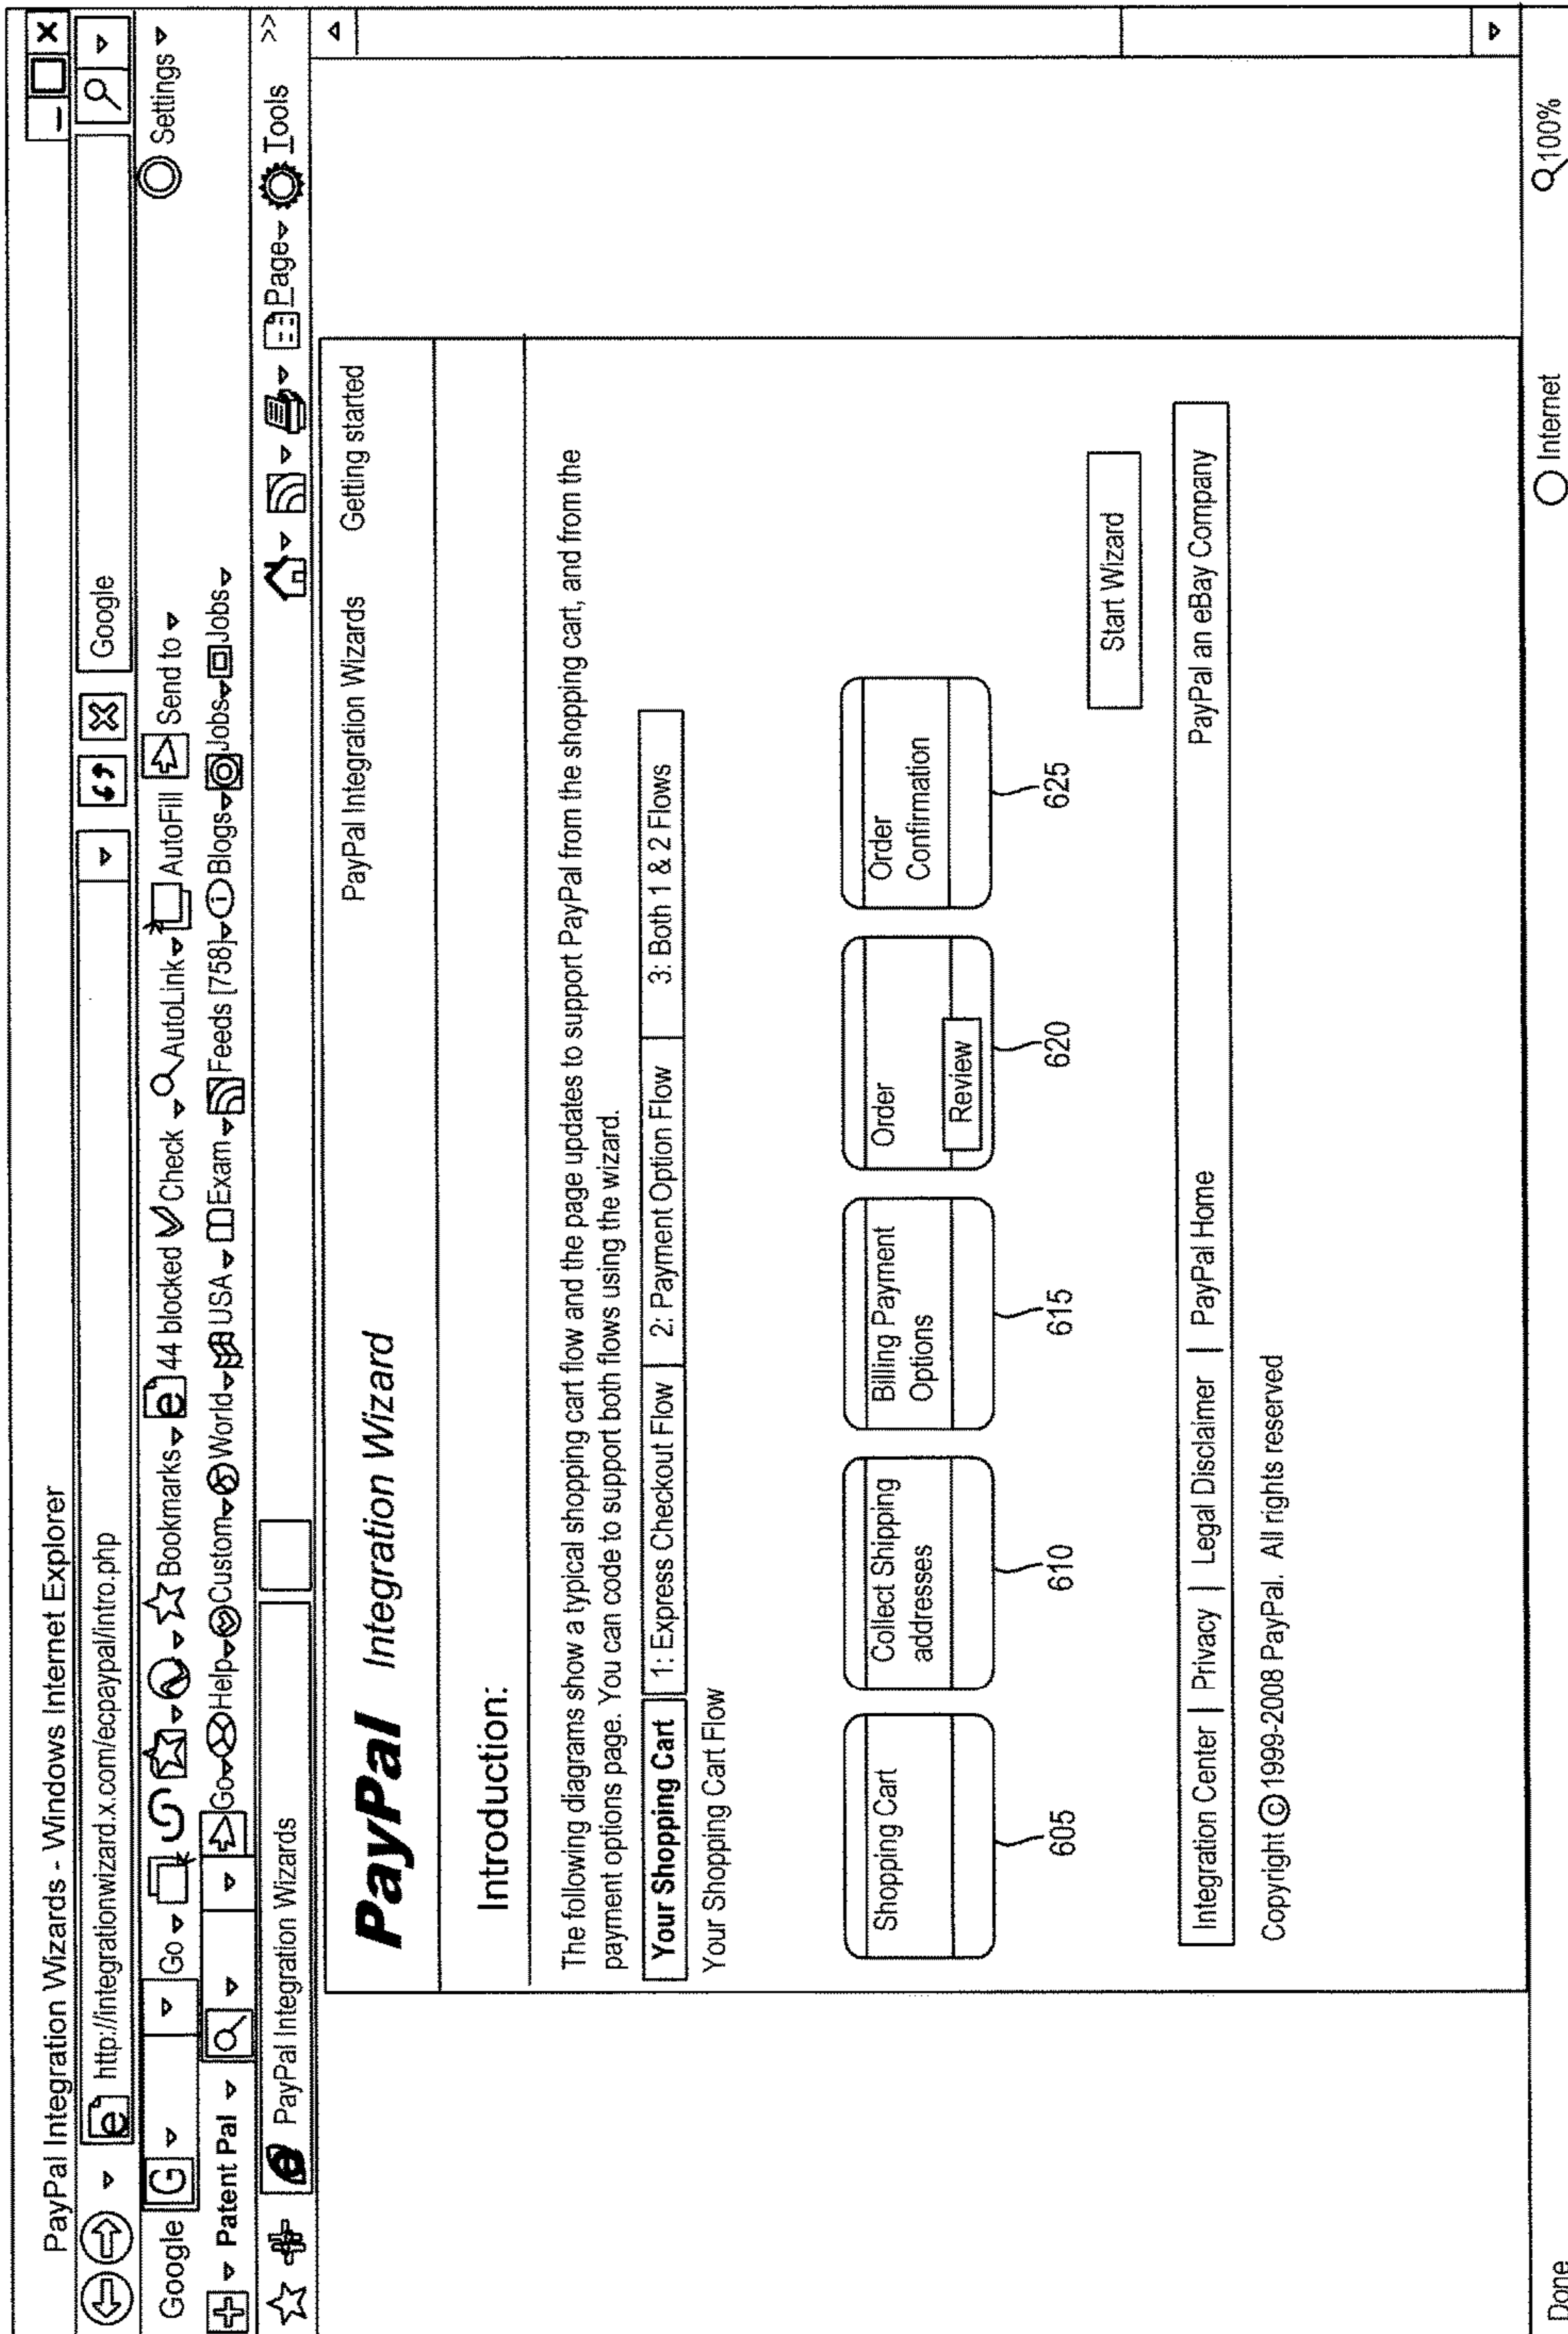 PayPal Integration Wizards - Windows Internet Explorer
http://integrationwizard.x.com/ecpaypal/intro.php
Google
Google G Go Bookmarks 44 blocked Check AutoLink AutoFill Send to Settings
Patent Pal Go Help Custom World USA Exam Feeds [758] Blogs Jobs Jobs
PayPal Integration Wizards
Page Tools >>
PayPal Integration Wizard
PayPal Integration Wizards Getting started
Introduction:
The following diagrams show a typical shopping cart flow and the page updates to support PayPal from the shopping cart, and from the
payment options page. You can code to support both flows using the wizard.
Your Shopping Cart 1: Express Checkout Flow 2: Payment Option Flow 3: Both 1 & 2 Flows
Your Shopping Cart Flow
Shopping Cart
Collect Shipping
addresses
Billing Payment
Options
Order
Review
Order
Confirmation
605 610 615 620 625
Start Wizard
Integration Center | Privacy | Legal Disclaimer | PayPal Home PayPal an eBay Company
Copyright © 1999-2008 PayPal. All rights reserved
Done Internet 100%